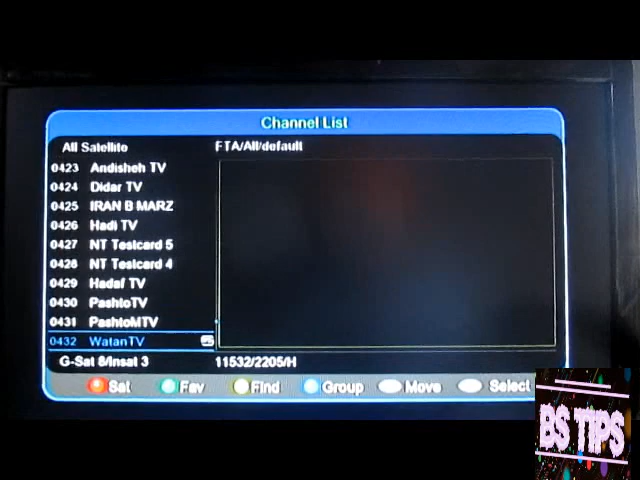 Channel List
All Satellite FTA/All/default
0423 Andisheh TV
0424 Didar TV
0425 IRAN B MARZ
0426 Hadi TV
0427 NT Testcard 5
0428 NT Testcard 4
0429 Hadaf TV
0430 PashtoTV
0431 PashtoMTV
0432 WatanTV
G-Sat 8/Insat 3 11532/2205/H
Sat Fav Find Group Move Select
BS TIPS